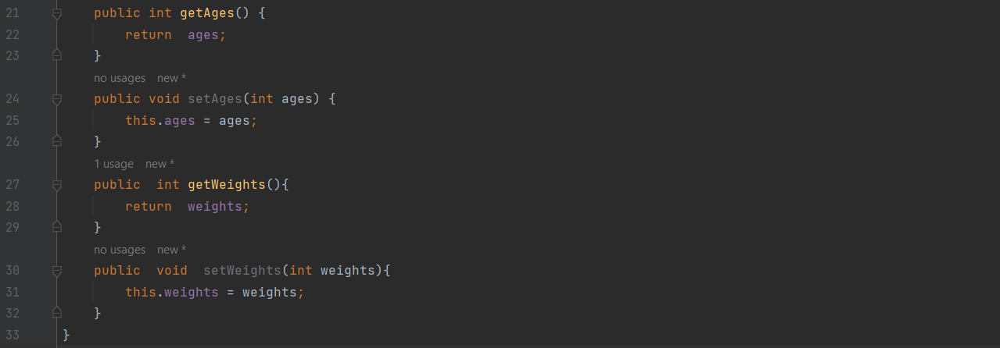 21 public int getAges() {
22 return  ages;
23 }
no usages   new *
24 public void setAges(int ages) {
25 this.ages = ages;
26 }
1 usage   new *
27 public  int getWeights(){
28 return  weights;
29 }
no usages   new *
30 public  void  setWeights(int weights){
31 this.weights = weights;
32 }
33 }